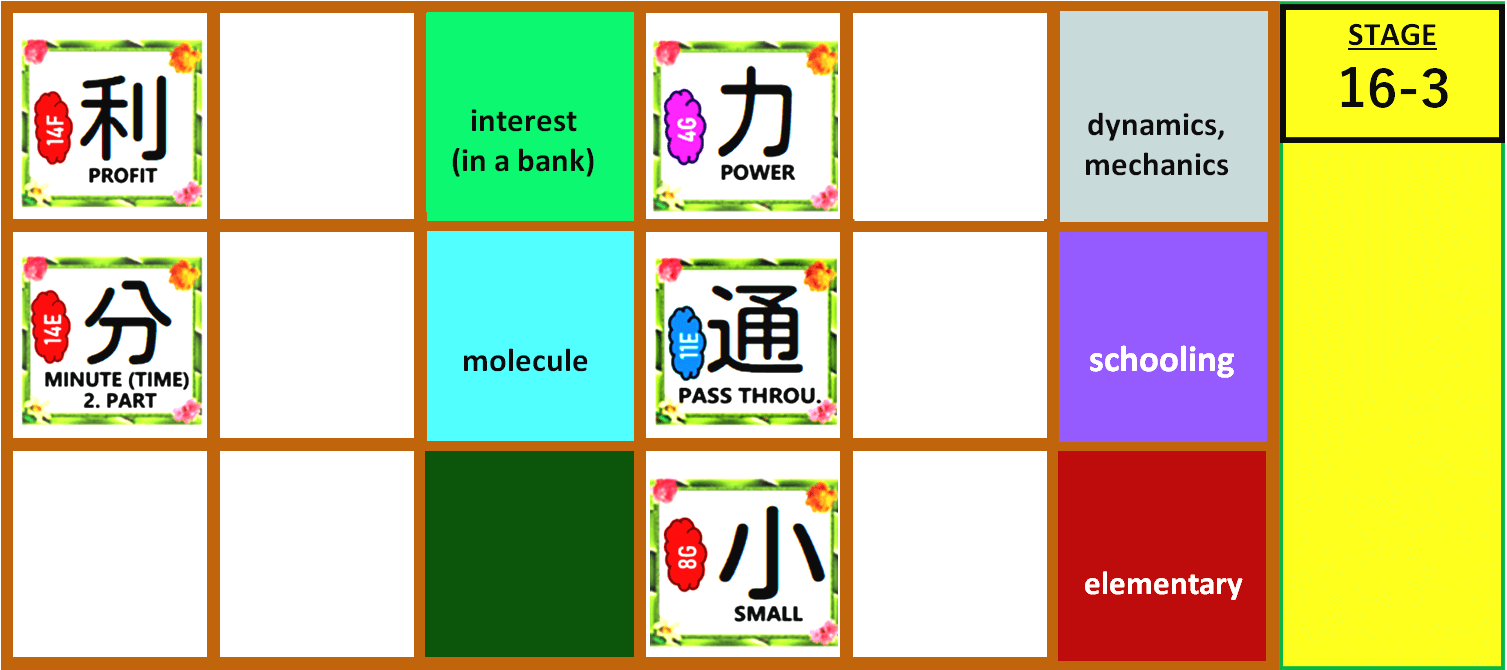 利
14F
PROFIT
interest
(in a bank)
力
4G
POWER
dynamics,
mechanics
STAGE
16-3
分
14E
MINUTE (TIME)
2. PART
molecule
通
11E
PASS THROU.
schooling
小
8G
SMALL
elementary